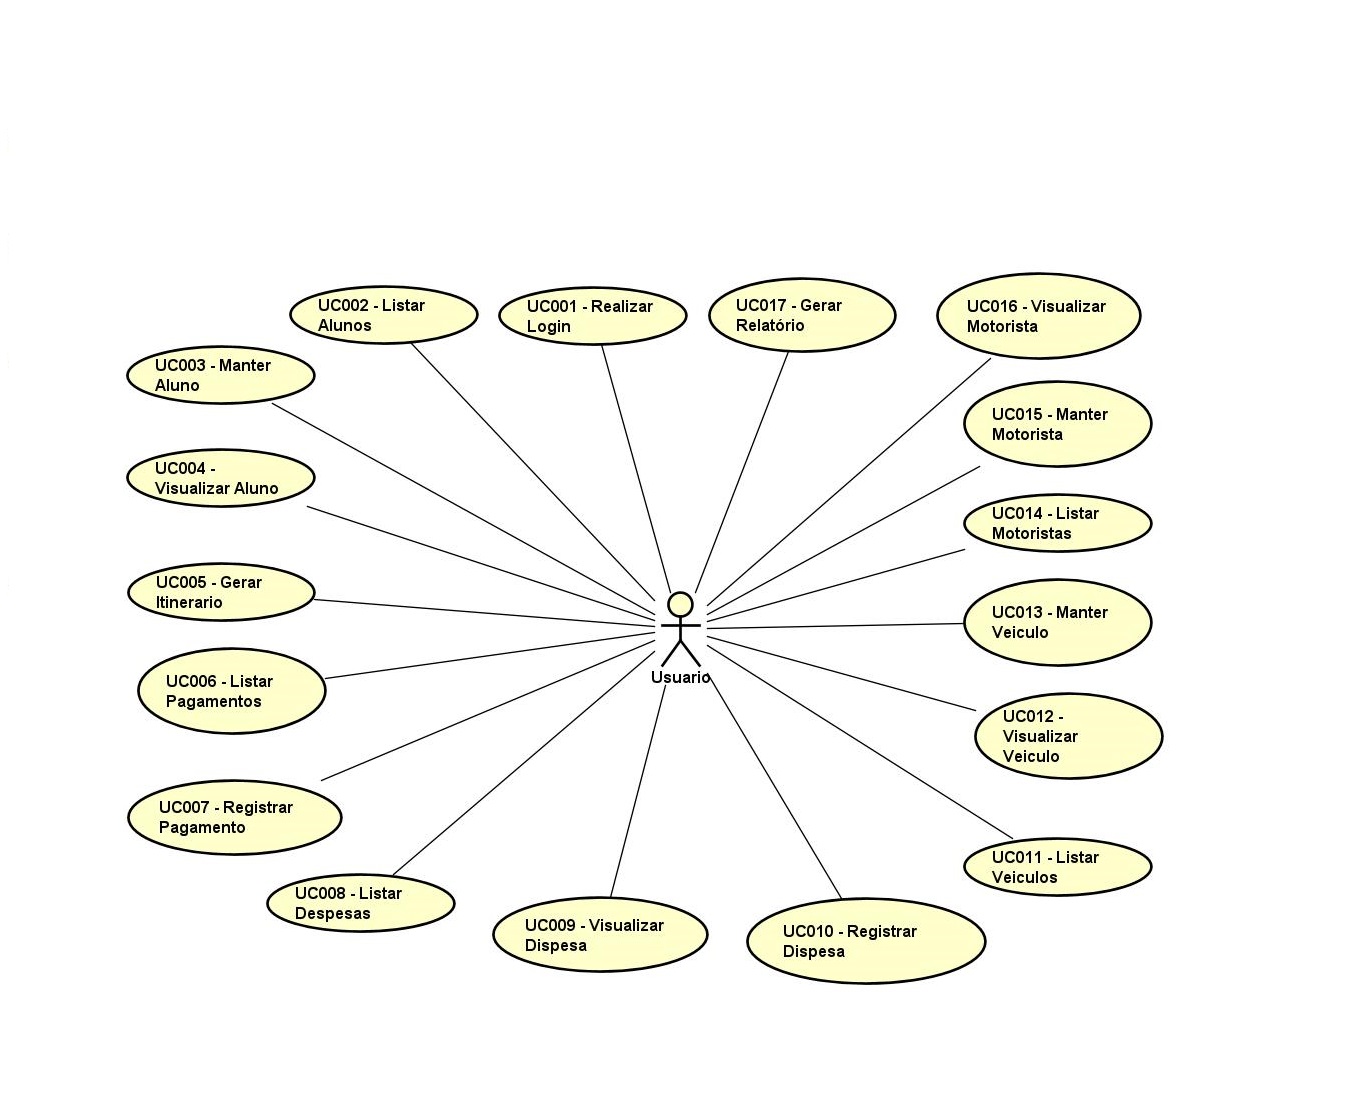 UC002 - Listar
Alunos
UC001 - Realizar
Login
UC017 - Gerar
Relatório
UC016 - Visualizar
Motorista
UC003 - Manter
Aluno
UC015 - Manter
Motorista
UC004 -
Visualizar Aluno
UC014 - Listar
Motoristas
UC005 - Gerar
Itinerario
UC013 - Manter
Veiculo
UC006 - Listar
Pagamentos
Usuario
UC012 -
Visualizar
Veiculo
UC007 - Registrar
Pagamento
UC011 - Listar
Veiculos
UC008 - Listar
Despesas
UC009 - Visualizar
Dispesa
UC010 - Registrar
Dispesa